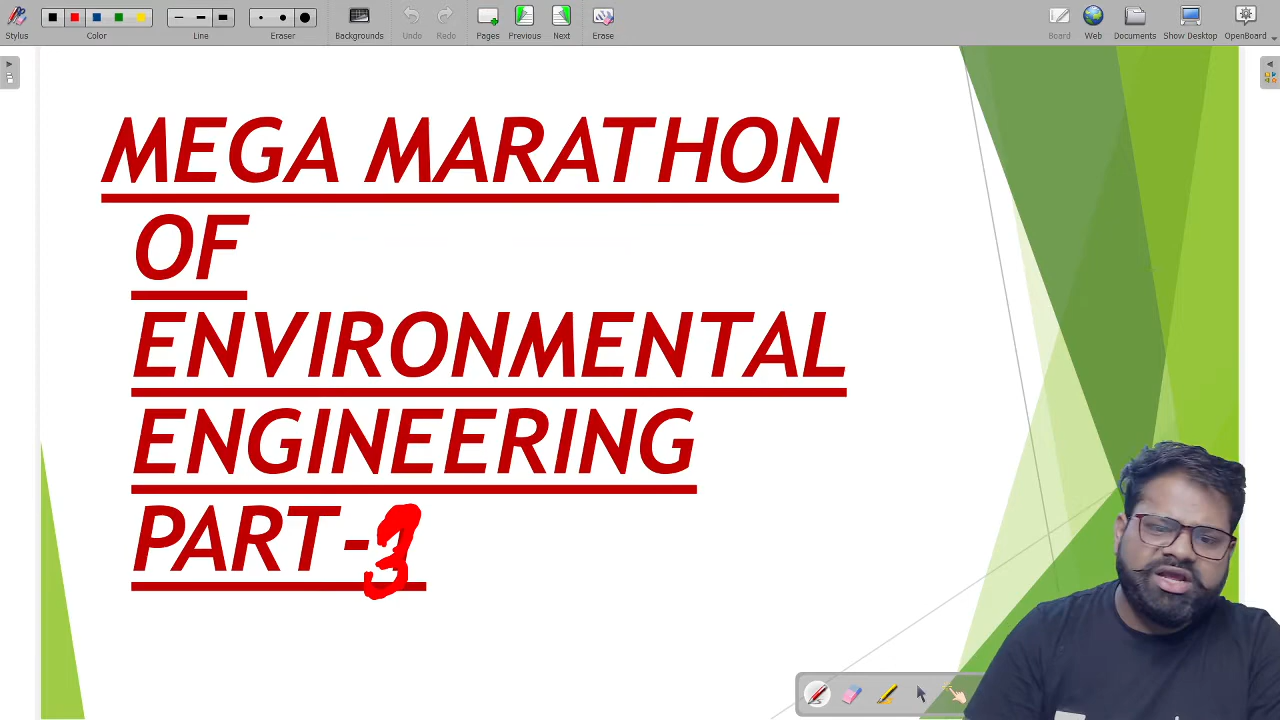 Stylus
Color
Line
Eraser
Backgrounds
Undo
Redo
Pages
Previous
Next
Erase
Board
Web
Documents
Show Desktop
OpenBoard
MEGA MARATHON
OF
ENVIRONMENTAL
ENGINEERING
PART-3